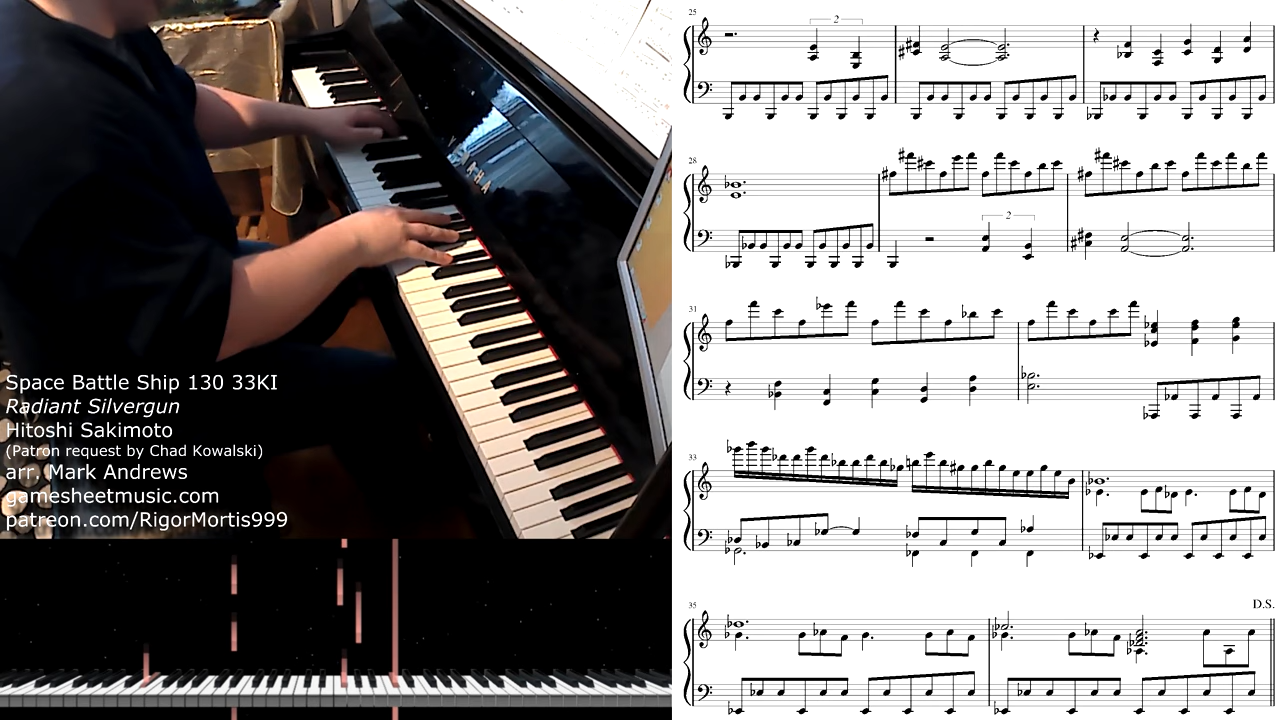 YAMAHA
Space Battle Ship 130 33KI
Radiant Silvergun
Hitoshi Sakimoto
(Patron request by Chad Kowalski)
arr. Mark Andrews
gamesheetmusic.com
patreon.com/RigorMortis999
25
2
28
2
31
33
35
D.S.